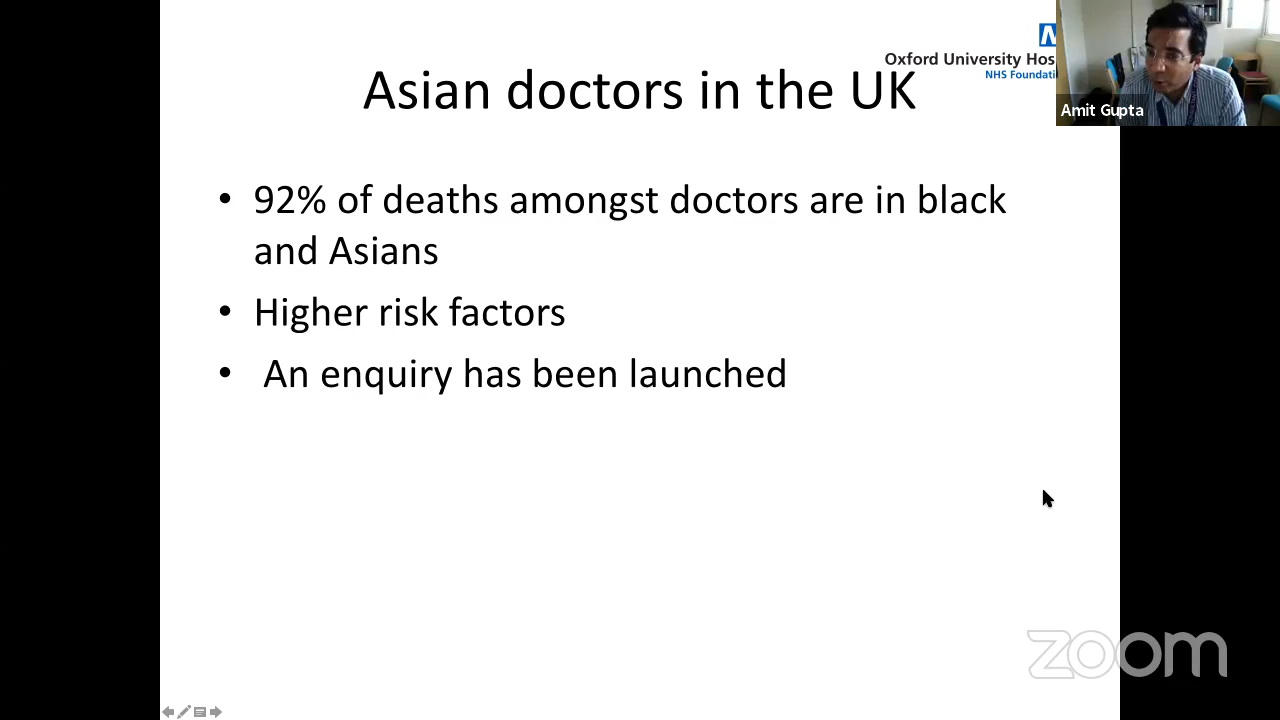 Oxford University Hos
NHS Foundati
Asian doctors in the UK
Amit Gupta
• 92% of deaths amongst doctors are in black
and Asians
• Higher risk factors
• An enquiry has been launched
zoom